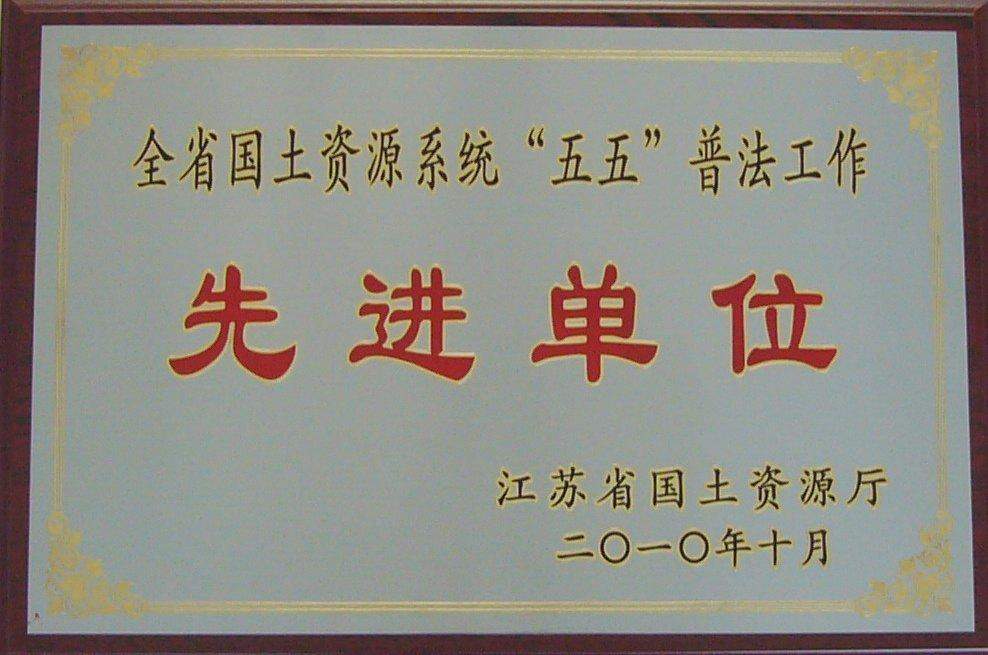 全省国土资源系统“五五”普法工作
先进单位
江苏省国土资源厅
二〇一〇年十月